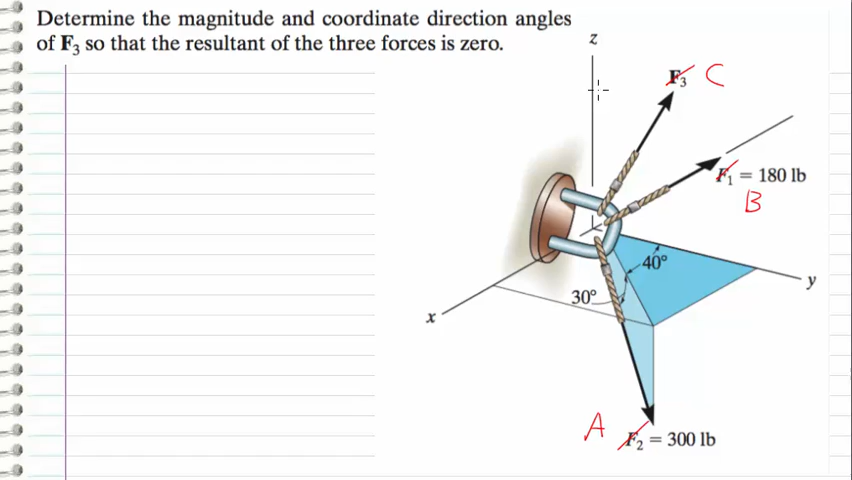 Determine the magnitude and coordinate direction angles
of F₃ so that the resultant of the three forces is zero.
z
F₃ C
F₁ = 180 lb
B
40°
y
30°
x
A
F₂ = 300 lb